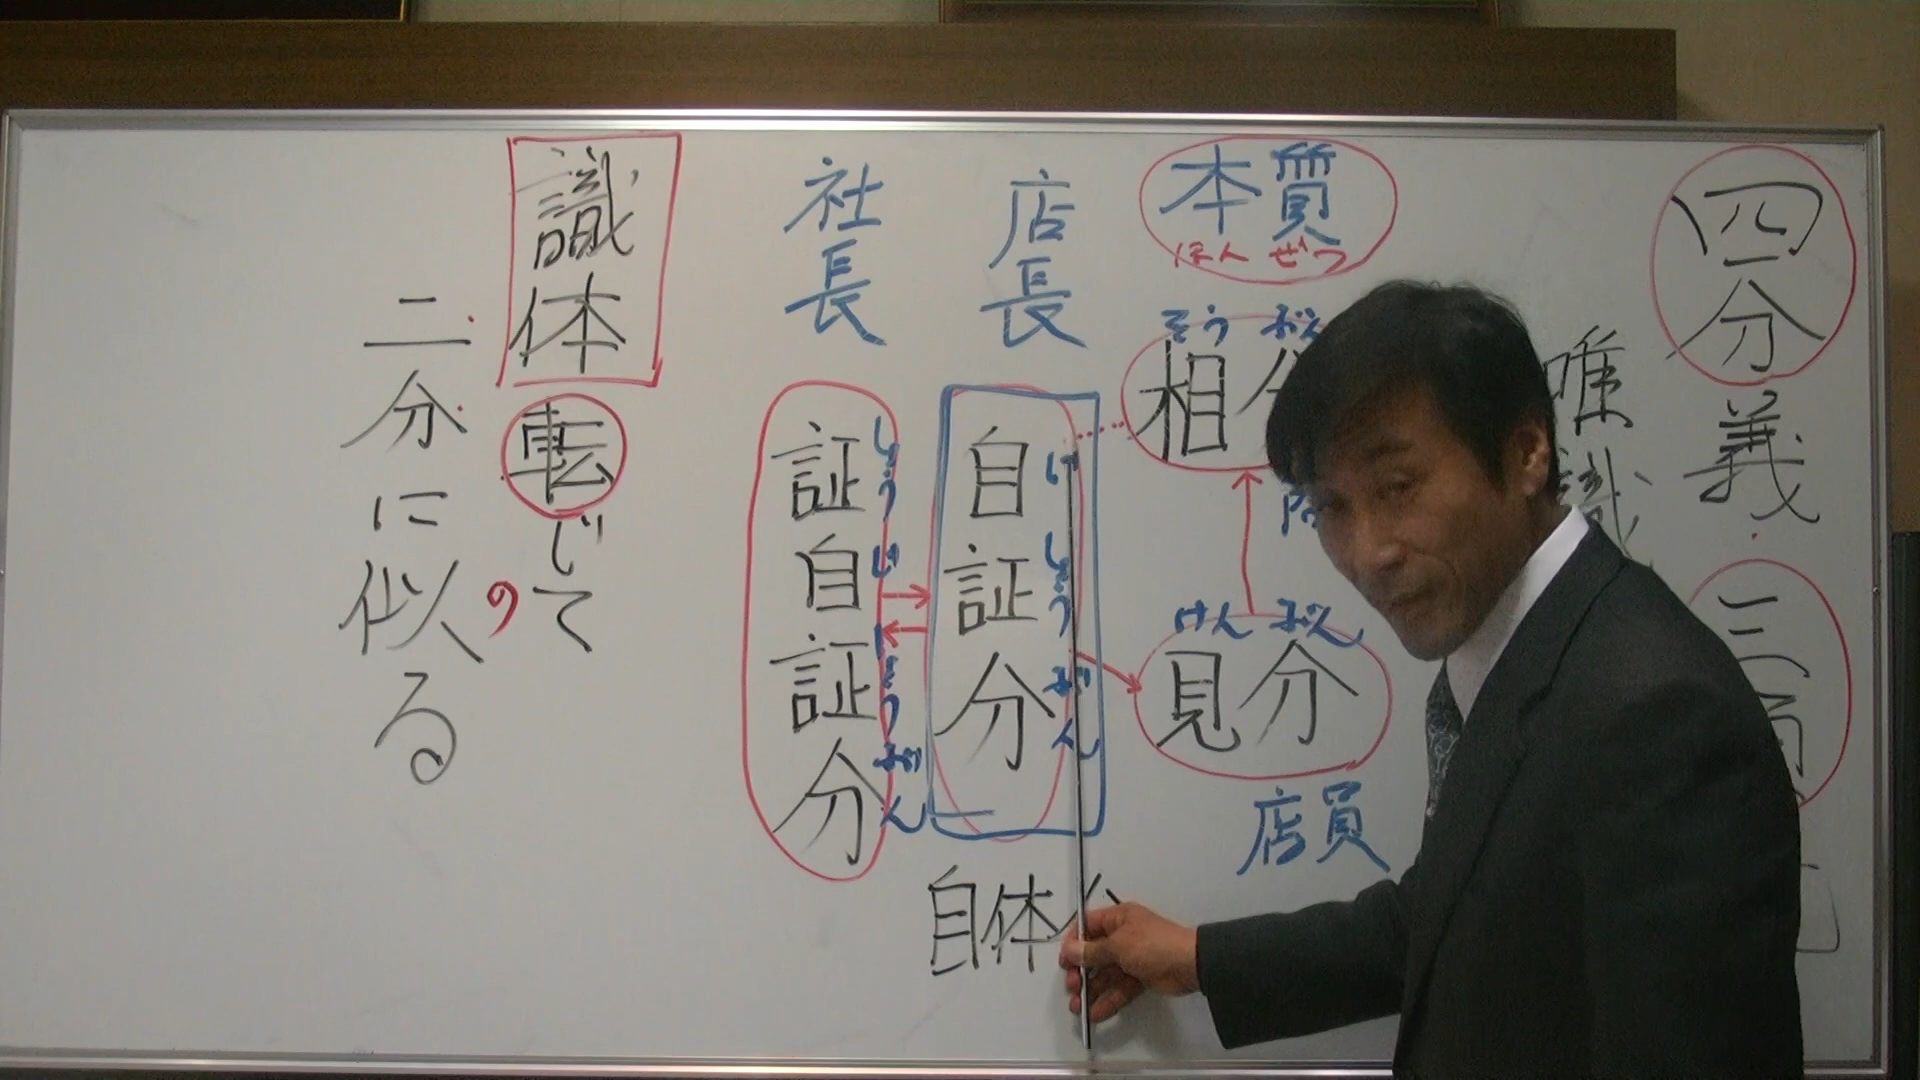 四分義・三
唯識
本質
ほんぜつ
そうぶん
相分
けんぶん
見分
店員
店長
自証分
じしょうぶん
自体分
社長
証自証分
しょうじしょうぶん
識体転じて
の
二分に似る